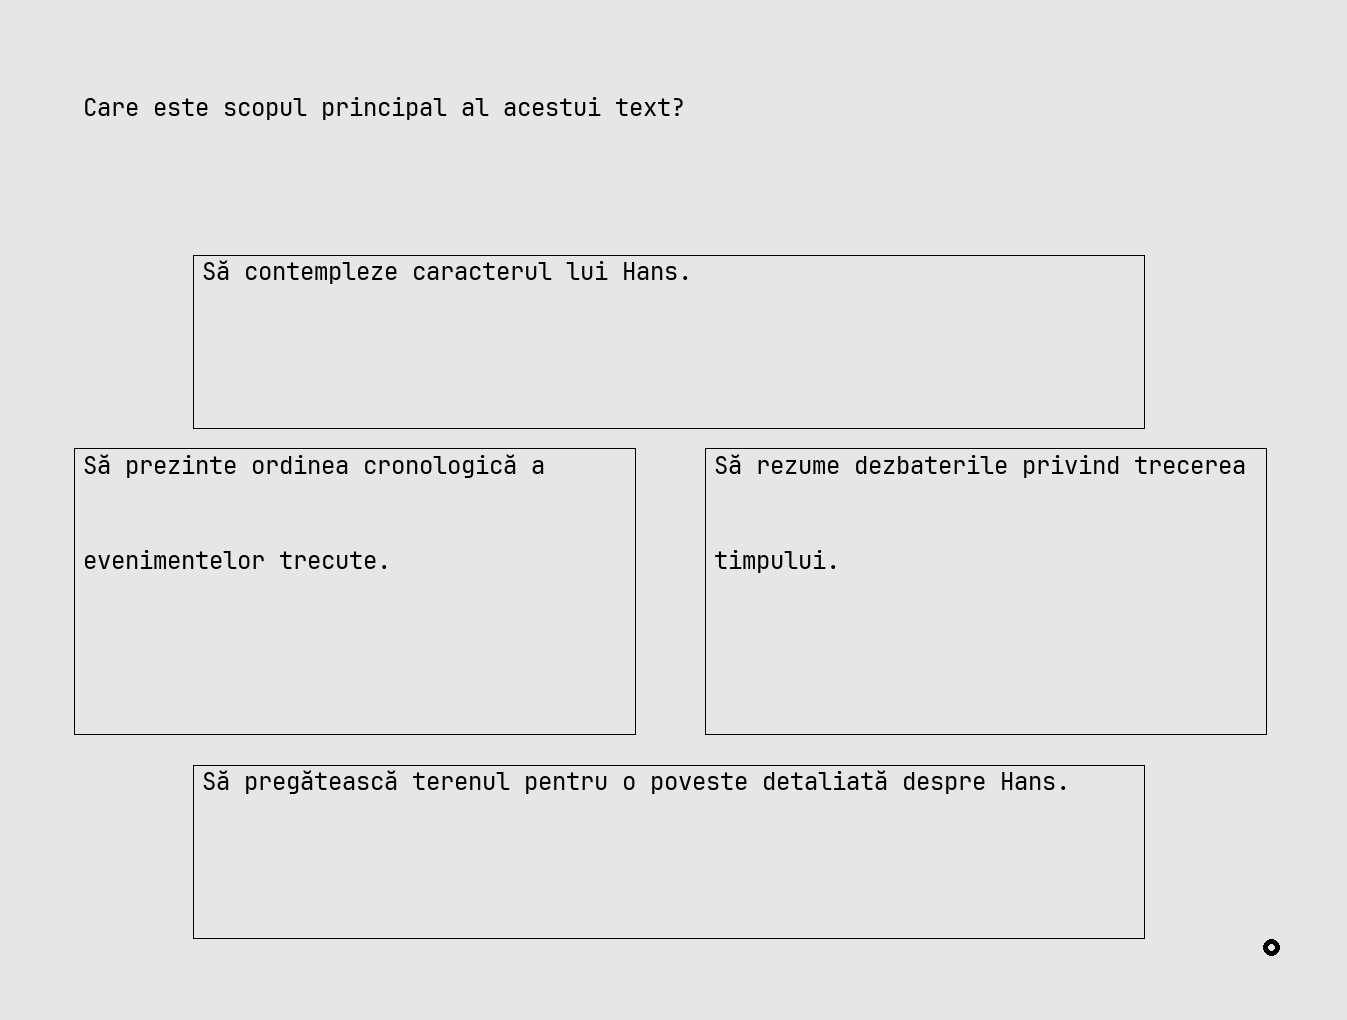 Care este scopul principal al acestui text?
Să contempleze caracterul lui Hans.
Să prezinte ordinea cronologică a
evenimentelor trecute.
Să rezume dezbaterile privind trecerea
timpului.
Să pregătească terenul pentru o poveste detaliată despre Hans.